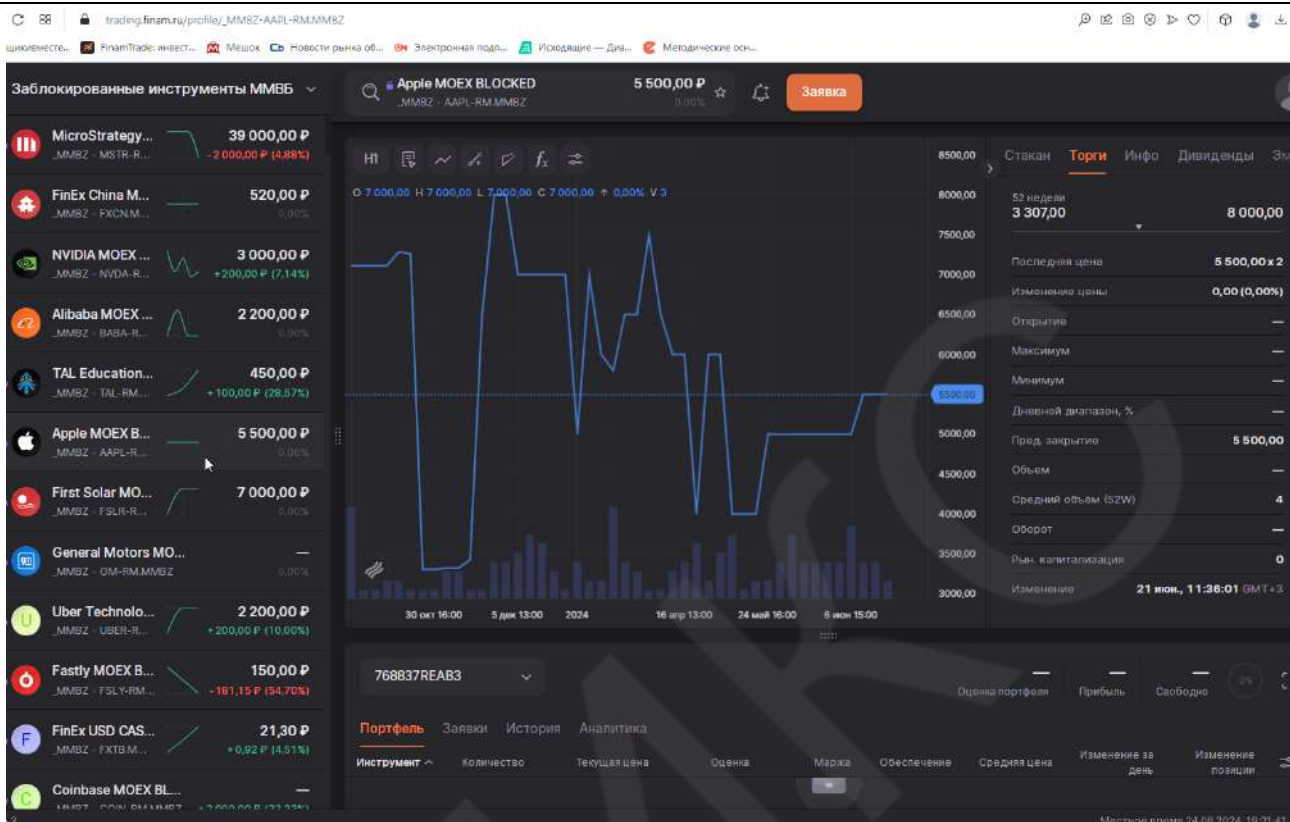 trading.finam.ru/profile/_MMBZ-AAPL-RM.MMBZ
FinamTrade: инвест... Мешок Новости рынка об... Электронная подп... Исходящие — Диа... Методические осн...
Заблокированные инструменты ММВБ
Apple MOEX BLOCKED 5 500,00 ₽
_MMBZ · AAPL-RM.MMBZ 0,00%
Заявка
MicroStrategy... 39 000,00 ₽
_MMBZ · MSTR-R... -2 000,00 ₽ (4,88%)
FinEx China M... 520,00 ₽
_MMBZ · FXCN.M... 0,00%
NVIDIA MOEX ... 3 000,00 ₽
_MMBZ · NVDA-R... +200,00 ₽ (7,14%)
Alibaba MOEX ... 2 200,00 ₽
_MMBZ · BABA-R... 0,00%
TAL Education... 450,00 ₽
_MMBZ · TAL-RM.... +100,00 ₽ (28,57%)
Apple MOEX B... 5 500,00 ₽
_MMBZ · AAPL-R... 0,00%
First Solar MO... 7 000,00 ₽
_MMBZ · FSLR-R... 0,00%
General Motors MO... —
_MMBZ · GM-RM.MMBZ 0,00%
Uber Technolo... 2 200,00 ₽
_MMBZ · UBER-R... +200,00 ₽ (10,00%)
Fastly MOEX B... 150,00 ₽
_MMBZ · FSLY-RM... -181,15 ₽ (54,70%)
FinEx USD CAS... 21,30 ₽
_MMBZ · FXTB.M... +0,92 ₽ (4,51%)
Coinbase MOEX BL... —
H1 fx
O 7 000,00 H 7 000,00 L 7 000,00 C 7 000,00 ↑ 0,00% V 3
8500,00
8000,00
7500,00
7000,00
6500,00
6000,00
5500,00
5000,00
4500,00
4000,00
3500,00
3000,00
30 окт 16:00 5 дек 13:00 2024 16 апр 13:00 24 май 16:00 6 июн 15:00
Стакан Торги Инфо Дивиденды Эм
52 недели
3 307,00 8 000,00
Последняя цена 5 500,00 x 2
Изменение цены 0,00 (0,00%)
Открытие —
Максимум —
Минимум —
Дневной диапазон, % —
Пред. закрытие 5 500,00
Объем —
Средний объем (52W) 4
Оборот —
Рын. капитализация 0
Изменение 21 июн., 11:36:01 GMT+3
768837REAB3
— — —
Оценка портфеля Прибыль Свободно
Портфель Заявки История Аналитика
Инструмент Количество Текущая цена Оценка Маржа Обеспечение Средняя цена Изменение за день Изменение позиции
Местное время 24.06.2024, 19:21:41